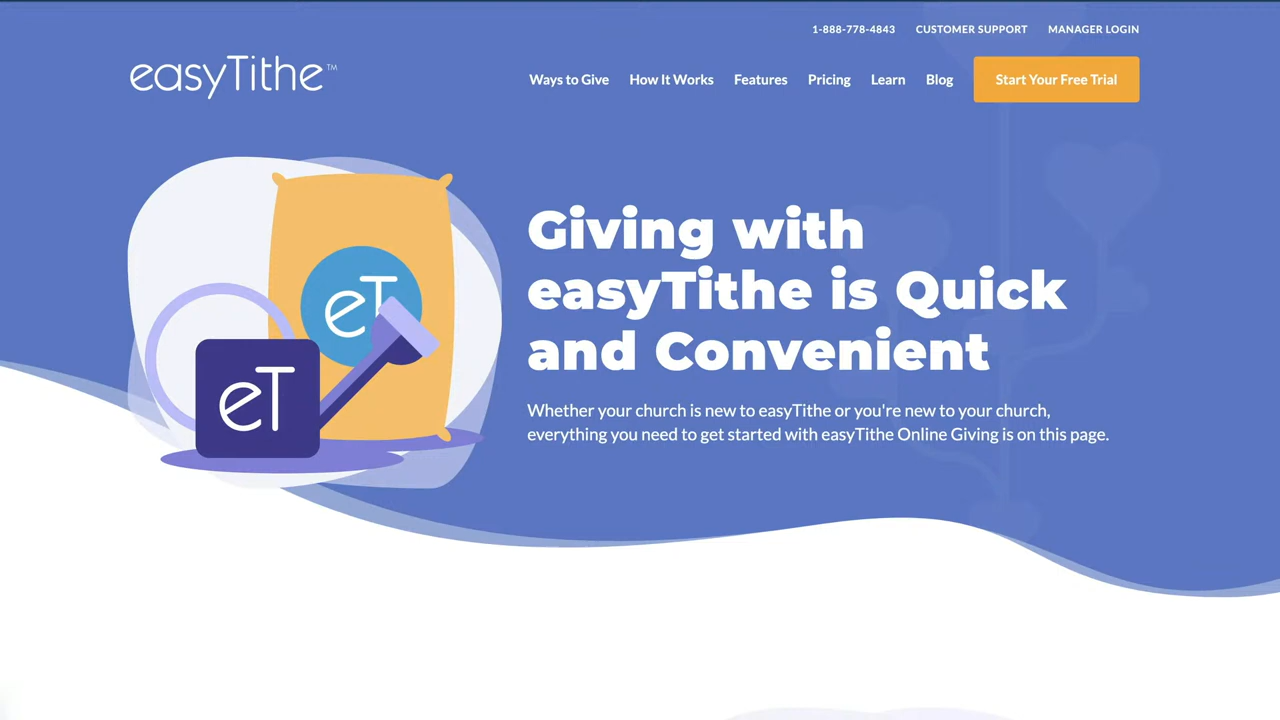 1-888-778-4843 CUSTOMER SUPPORT MANAGER LOGIN
easyTithe™
Ways to Give How It Works Features Pricing Learn Blog Start Your Free Trial
eT
eT
Giving with
easyTithe is Quick
and Convenient
Whether your church is new to easyTithe or you're new to your church,
everything you need to get started with easyTithe Online Giving is on this page.